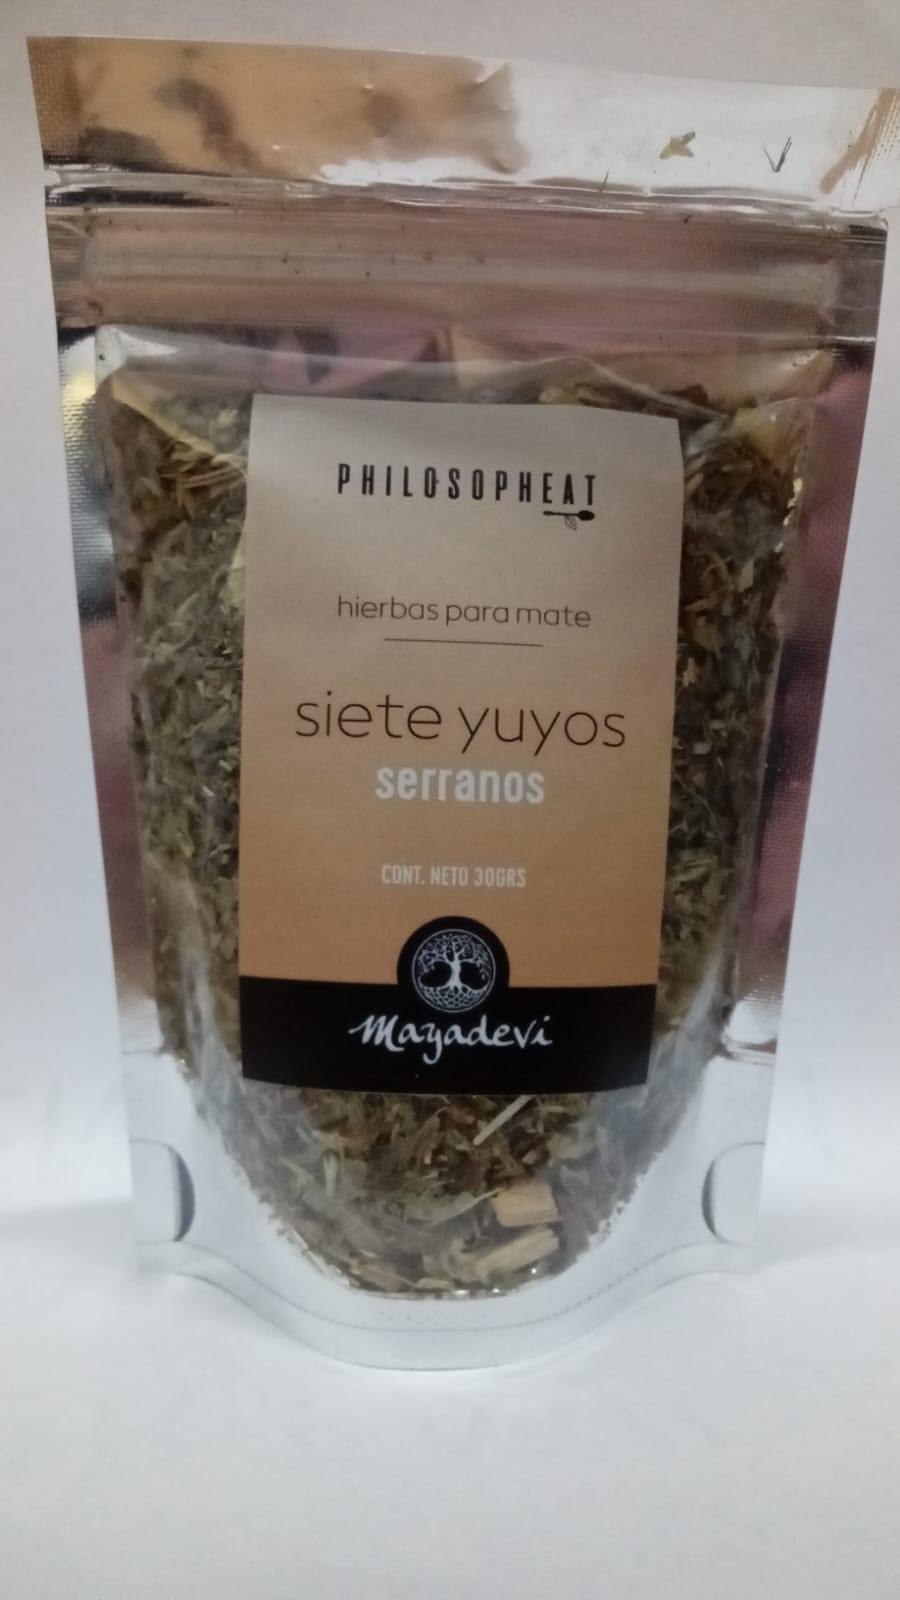 PHILOSOPHEAT
hierbas para mate
siete yuyos
serranos
CONT. NETO 30GRS
Mayadevi